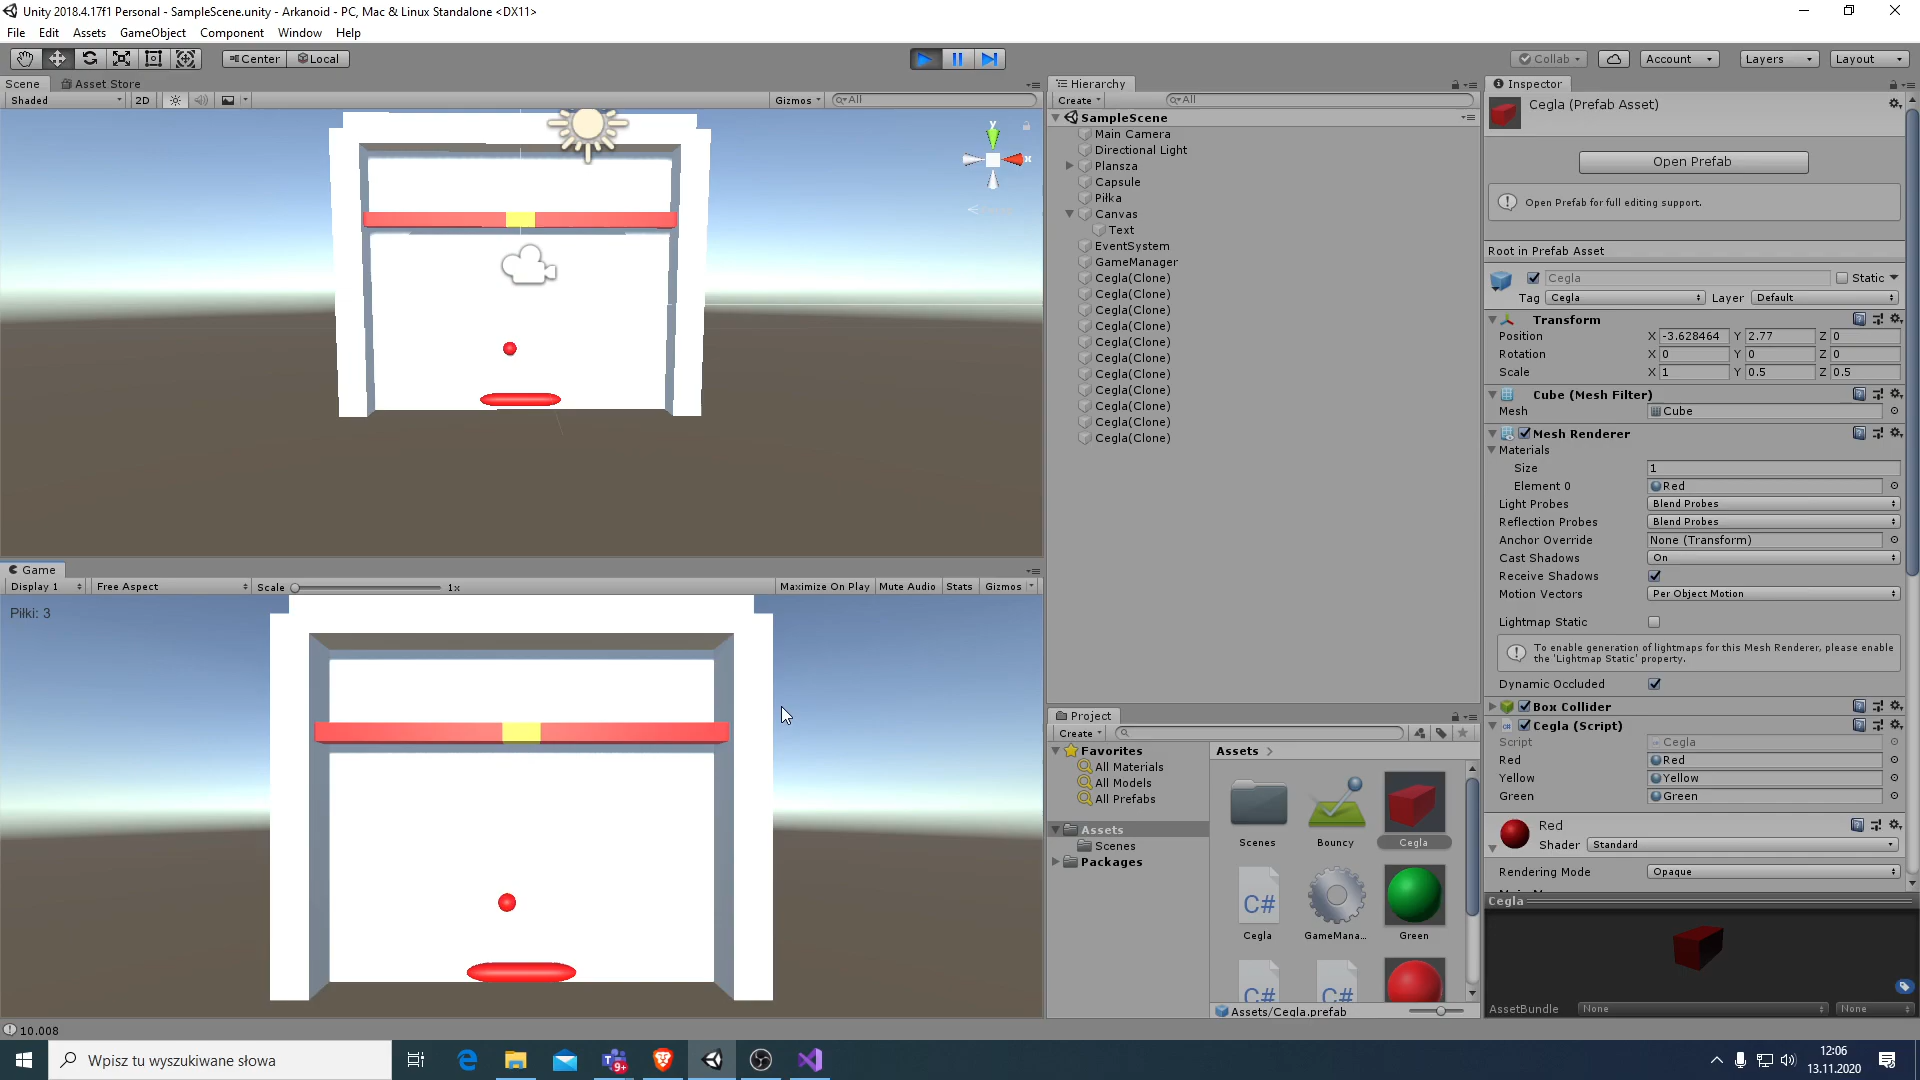 Unity 2018.4.17f1 Personal - SampleScene.unity - Arkanoid - PC, Mac & Linux Standalone <DX11>
File Edit Assets GameObject Component Window Help
Center Local Collab Account Layers Layout
Scene Asset Store
Shaded 2D Gizmos All
y
x
Game
Display 1 Free Aspect Scale 1x Maximize On Play Mute Audio Stats Gizmos
Piłki: 3
10.008
Hierarchy
Create All
SampleScene
Main Camera
Directional Light
Plansza
Capsule
Piłka
Canvas
Text
EventSystem
GameManager
Cegla(Clone)
Cegla(Clone)
Cegla(Clone)
Cegla(Clone)
Cegla(Clone)
Cegla(Clone)
Cegla(Clone)
Cegla(Clone)
Cegla(Clone)
Cegla(Clone)
Cegla(Clone)
Project
Create
Favorites
All Materials
All Models
All Prefabs
Assets
Scenes
Packages
Assets
Scenes Bouncy Cegla
C#
Cegla GameMana... Green
C# C#
Assets/Cegla.prefab
Inspector
Cegla (Prefab Asset)
Open Prefab
Open Prefab for full editing support.
Root in Prefab Asset
Cegla Static
Tag Cegla Layer Default
Transform
Position X -3.628464 Y 2.77 Z 0
Rotation X 0 Y 0 Z 0
Scale X 1 Y 0.5 Z 0.5
Cube (Mesh Filter)
Mesh Cube
Mesh Renderer
Materials
Size 1
Element 0 Red
Light Probes Blend Probes
Reflection Probes Blend Probes
Anchor Override None (Transform)
Cast Shadows On
Receive Shadows
Motion Vectors Per Object Motion
Lightmap Static
To enable generation of lightmaps for this Mesh Renderer, please enable
the 'Lightmap Static' property.
Dynamic Occluded
Box Collider
Cegla (Script)
Script Cegla
Red Red
Yellow Yellow
Green Green
Red
Shader Standard
Rendering Mode Opaque
Cegla
AssetBundle None None
Wpisz tu wyszukiwane słowa
9+
12:06
13.11.2020